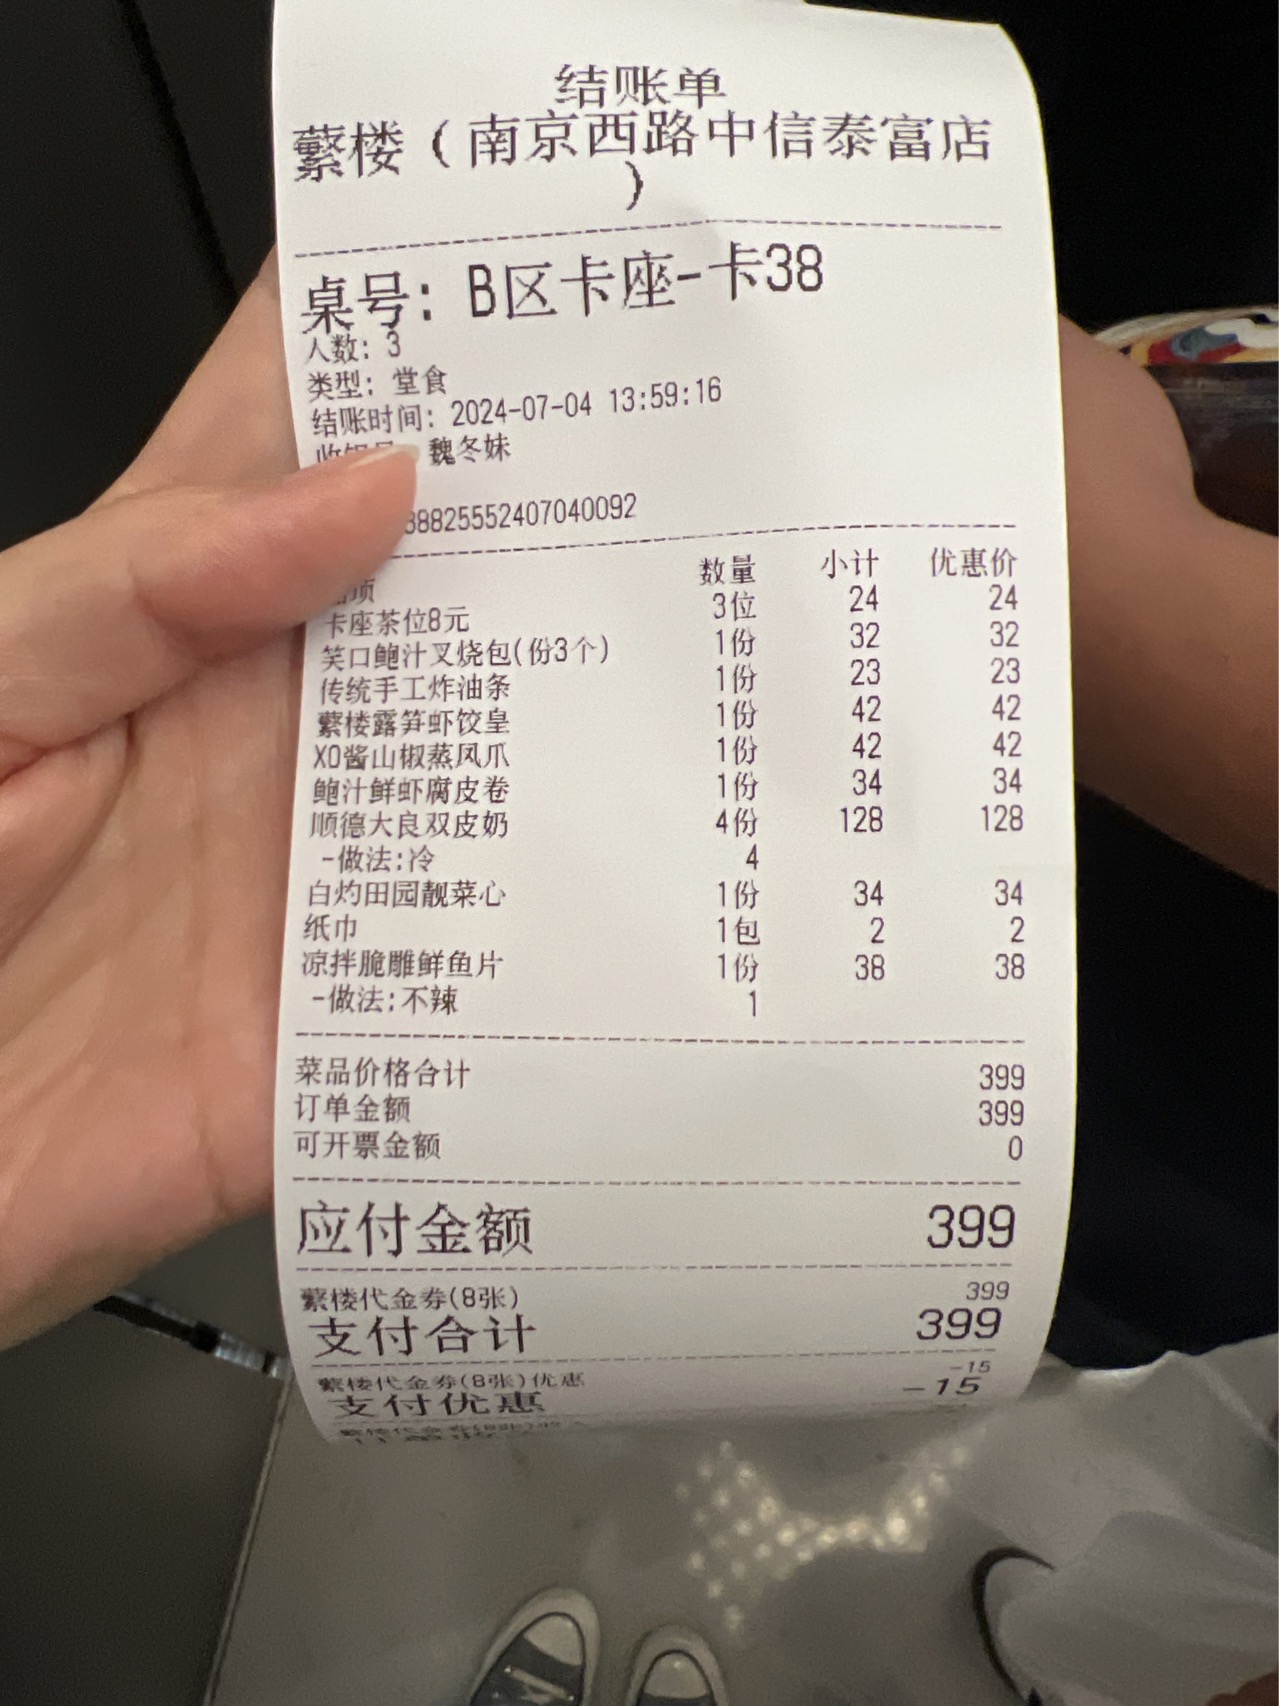 结账单
蘩楼（南京西路中信泰富店
）
桌号：B区卡座-卡38
人数：3
类型：堂食
结账时间：2024-07-04 13:59:16
魏冬妹
38825552407040092
项 数量 小计 优惠价
卡座茶位8元 3位 24 24
笑口鲍汁叉烧包(份3个) 1份 32 32
传统手工炸油条 1份 23 23
蘩楼露笋虾饺皇 1份 42 42
XO酱山椒蒸凤爪 1份 42 42
鲍汁鲜虾腐皮卷 1份 34 34
顺德大良双皮奶 4份 128 128
-做法:冷 4
白灼田园靓菜心 1份 34 34
纸巾 1包 2 2
凉拌脆雕鲜鱼片 1份 38 38
-做法:不辣 1
菜品价格合计 399
订单金额 399
可开票金额 0
应付金额 399
蘩楼代金券(8张) 399
支付合计 399
蘩楼代金券(8张)优惠 -15
支付优惠 -15